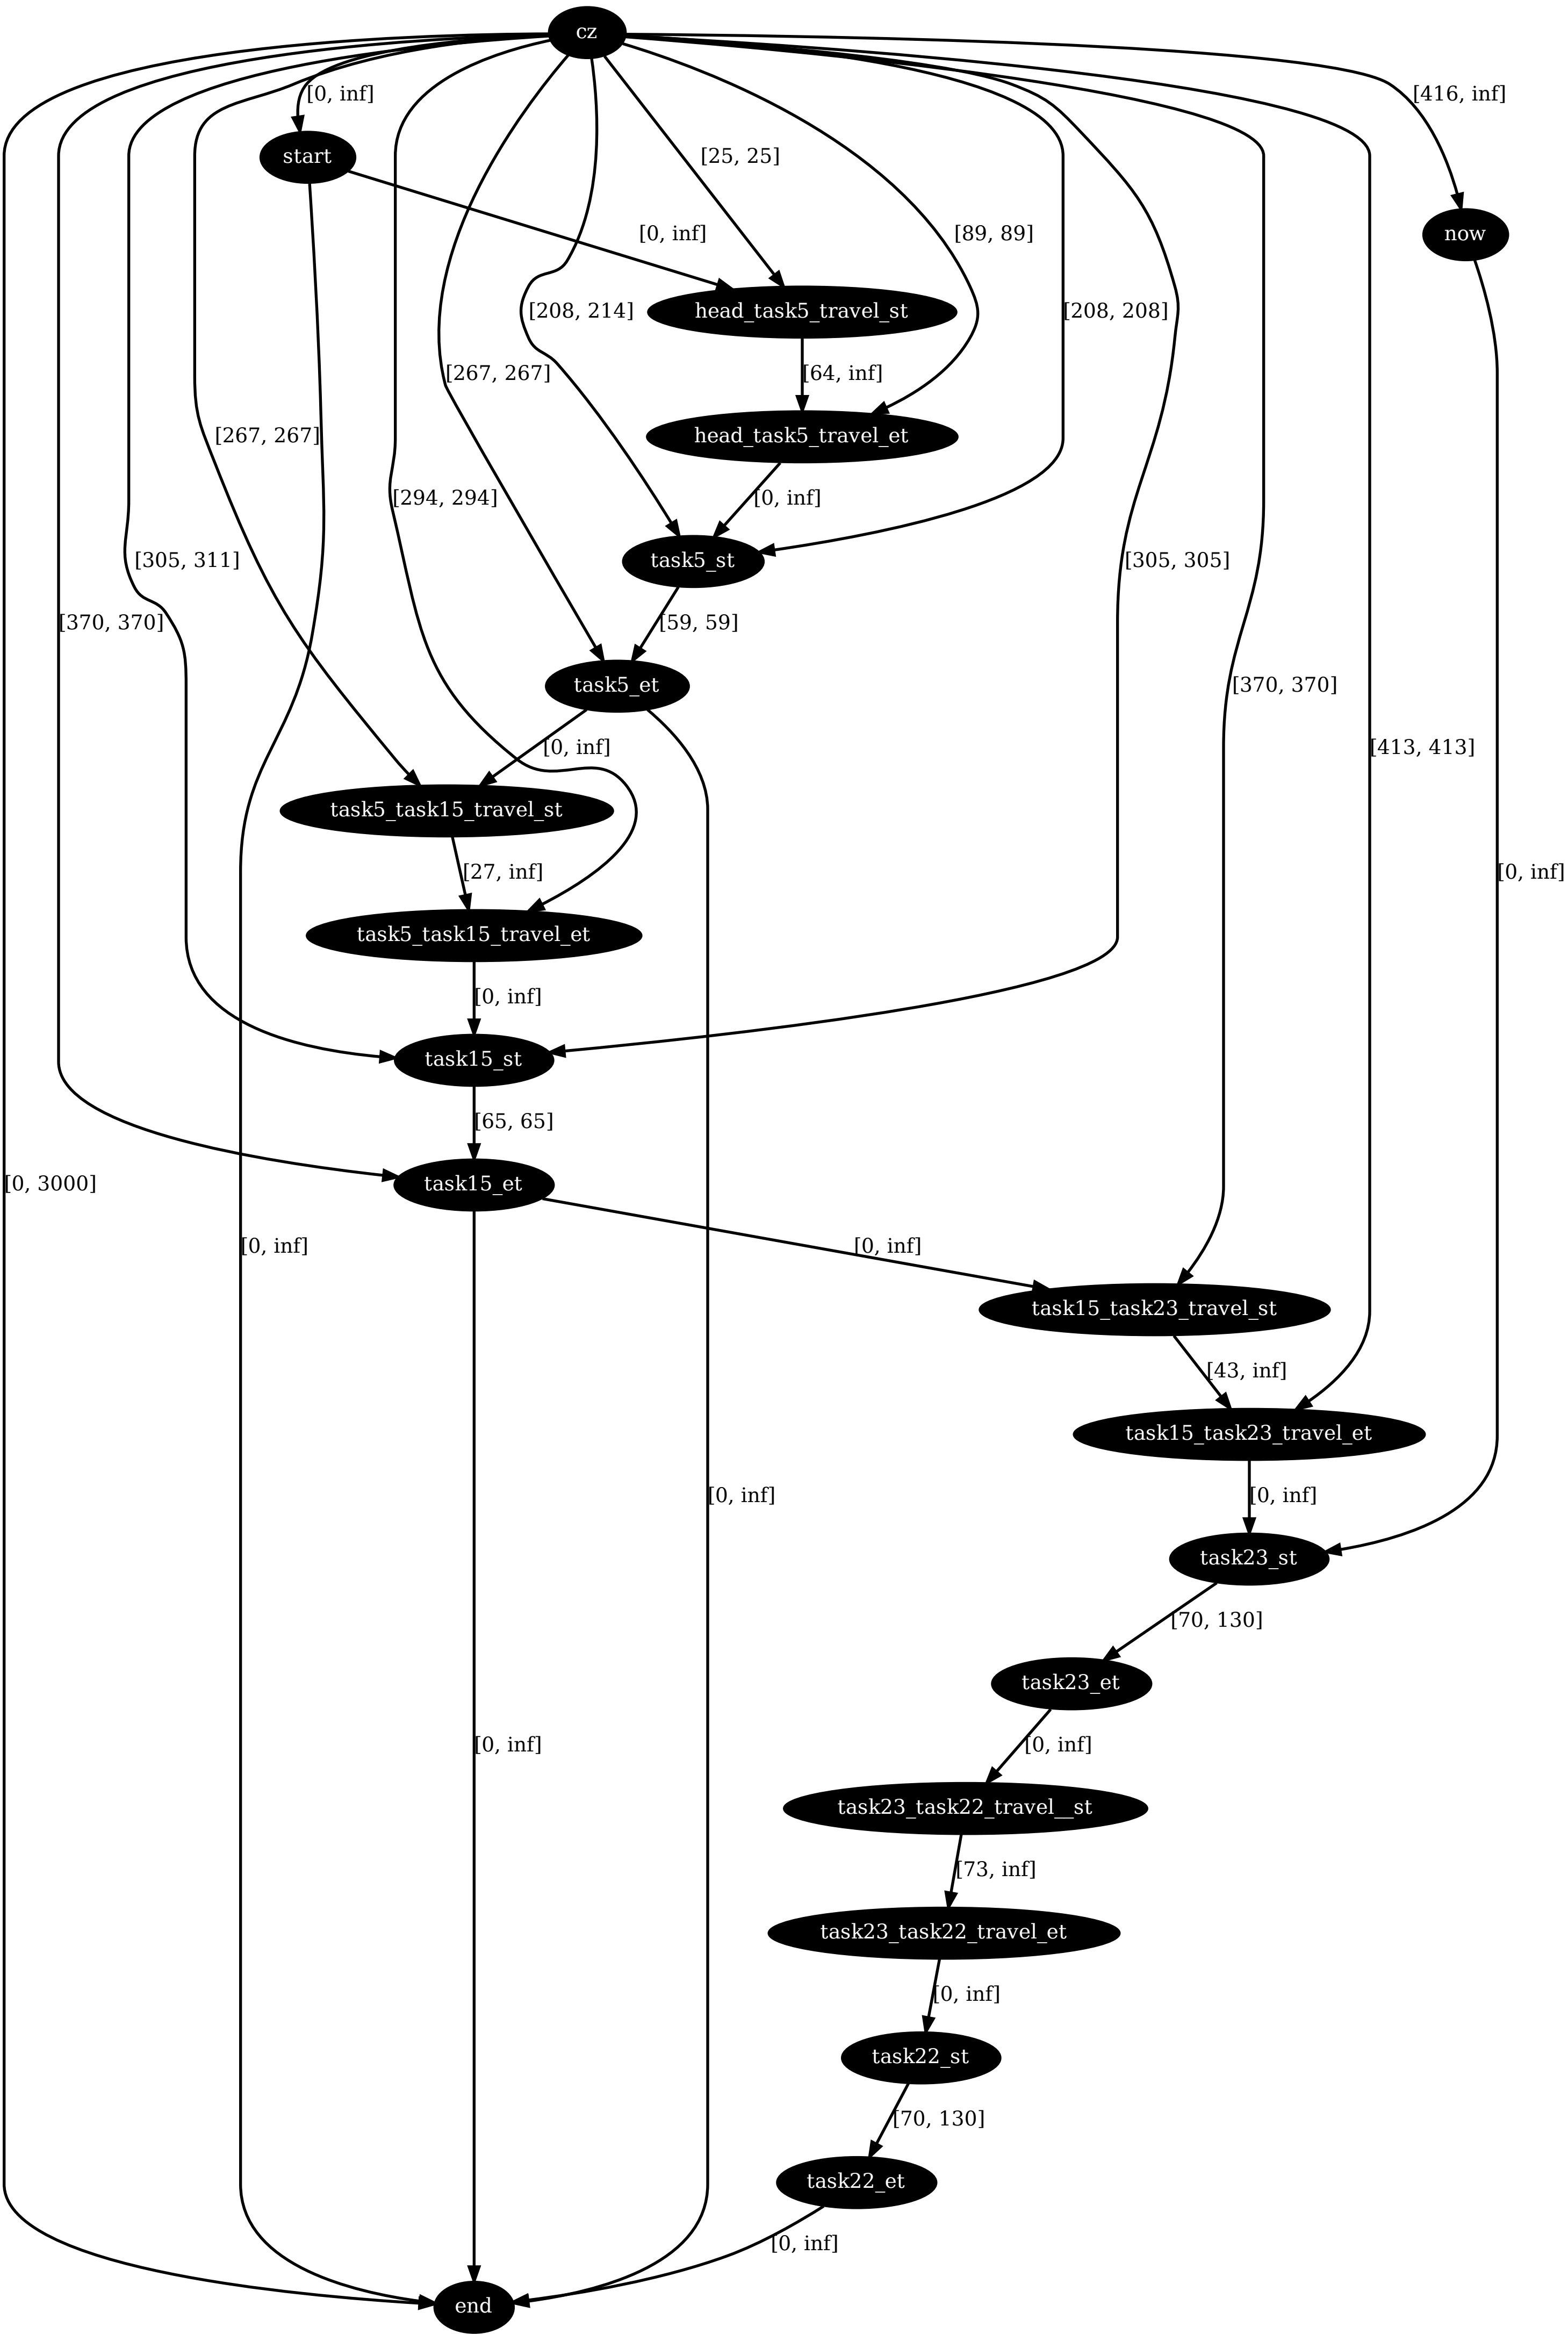 cz
[0, inf]
[416, inf]
start
[25, 25]
[0, inf]
[89, 89]
now
[208, 214]
head_task5_travel_st
[208, 208]
[267, 267]
[64, inf]
[267, 267]
head_task5_travel_et
[294, 294]
[0, inf]
[305, 311]
task5_st
[305, 305]
[370, 370]
[59, 59]
task5_et
[370, 370]
[0, inf]
[413, 413]
task5_task15_travel_st
[27, inf]
[0, inf]
task5_task15_travel_et
[0, inf]
task15_st
[65, 65]
[0, 3000]
task15_et
[0, inf]
[0, inf]
task15_task23_travel_st
[43, inf]
task15_task23_travel_et
[0, inf]
[0, inf]
task23_st
[70, 130]
task23_et
[0, inf]
[0, inf]
task23_task22_travel__st
[73, inf]
task23_task22_travel_et
[0, inf]
task22_st
[70, 130]
task22_et
[0, inf]
end